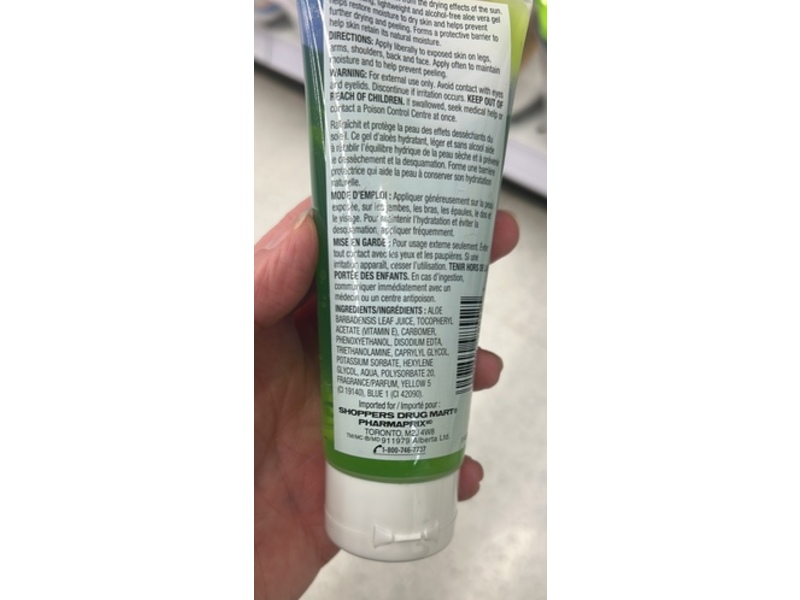 from the drying effects of the sun.
lightweight and alcohol-free aloe vera gel
helps restore moisture to dry skin and helps prevent
further drying and peeling. Forms a protective barrier to
help skin retain its natural moisture.
DIRECTIONS: Apply liberally to exposed skin on legs,
arms, shoulders, back and face. Apply often to maintain
moisture and to help prevent peeling.
WARNING: For external use only. Avoid contact with eyes
and eyelids. Discontinue if irritation occurs. KEEP OUT OF
REACH OF CHILDREN. If swallowed, seek medical help or
contact a Poison Control Centre at once.
Rafraîchit et protège la peau des effets desséchants du
soleil. Ce gel d'aloès hydratant, léger et sans alcool aide
à rétablir l'équilibre hydrique de la peau sèche et à prévenir
le dessèchement et la desquamation. Forme une barrière
protectrice qui aide la peau à conserver son hydratation
naturelle.
MODE D'EMPLOI : Appliquer généreusement sur la peau
exposée, sur les jambes, les bras, les épaules, le dos et
le visage. Pour maintenir l'hydratation et éviter la
desquamation, appliquer fréquemment.
MISE EN GARDE : Pour usage externe seulement. Éviter
tout contact avec les yeux et les paupières. Si une
irritation apparaît, cesser l'utilisation. TENIR HORS DE LA
PORTÉE DES ENFANTS. En cas d'ingestion,
communiquer immédiatement avec un
médecin ou un centre antipoison.
INGREDIENTS/INGRÉDIENTS : ALOE
BARBADENSIS LEAF JUICE, TOCOPHERYL
ACETATE (VITAMIN E), CARBOMER,
PHENOXYETHANOL, DISODIUM EDTA,
TRIETHANOLAMINE, CAPRYLYL GLYCOL,
POTASSIUM SORBATE, HEXYLENE
GLYCOL, AQUA, POLYSORBATE 20,
FRAGRANCE/PARFUM, YELLOW 5
(CI 19140), BLUE 1 (CI 42090).
Imported for / Importé pour :
SHOPPERS DRUG MART®
PHARMAPRIX MD
TORONTO, M2J 4W8
TM/MC ®/MD 911979 Alberta Ltd.
1-800-746-7737